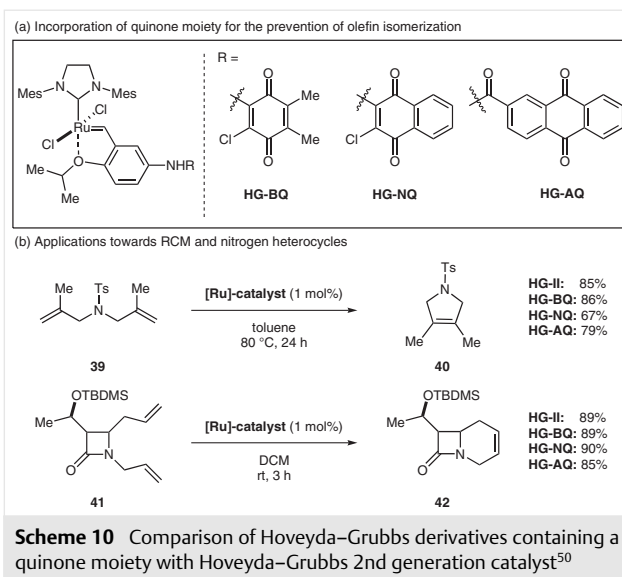 (a) Incorporation of quinone moiety for the prevention of olefin isomerization
R =
Mes N N Mes
Cl
Ru
Cl
O
Me
Me
NHR
O
Me
Cl
Me
O
HG-BQ
O
Cl
O
HG-NQ
O
O
O
HG-AQ
(b) Applications towards RCM and nitrogen heterocycles
Me Ts Me
N
39
[Ru]-catalyst (1 mol%)
toluene
80 °C, 24 h
Ts
N
Me Me
40
HG-II: 85%
HG-BQ: 86%
HG-NQ: 67%
HG-AQ: 79%
OTBDMS
Me
O
N
41
[Ru]-catalyst (1 mol%)
DCM
rt, 3 h
OTBDMS
Me
O
N
42
HG-II: 89%
HG-BQ: 89%
HG-NQ: 90%
HG-AQ: 85%
Scheme 10 Comparison of Hoveyda–Grubbs derivatives containing a
quinone moiety with Hoveyda–Grubbs 2nd generation catalyst50